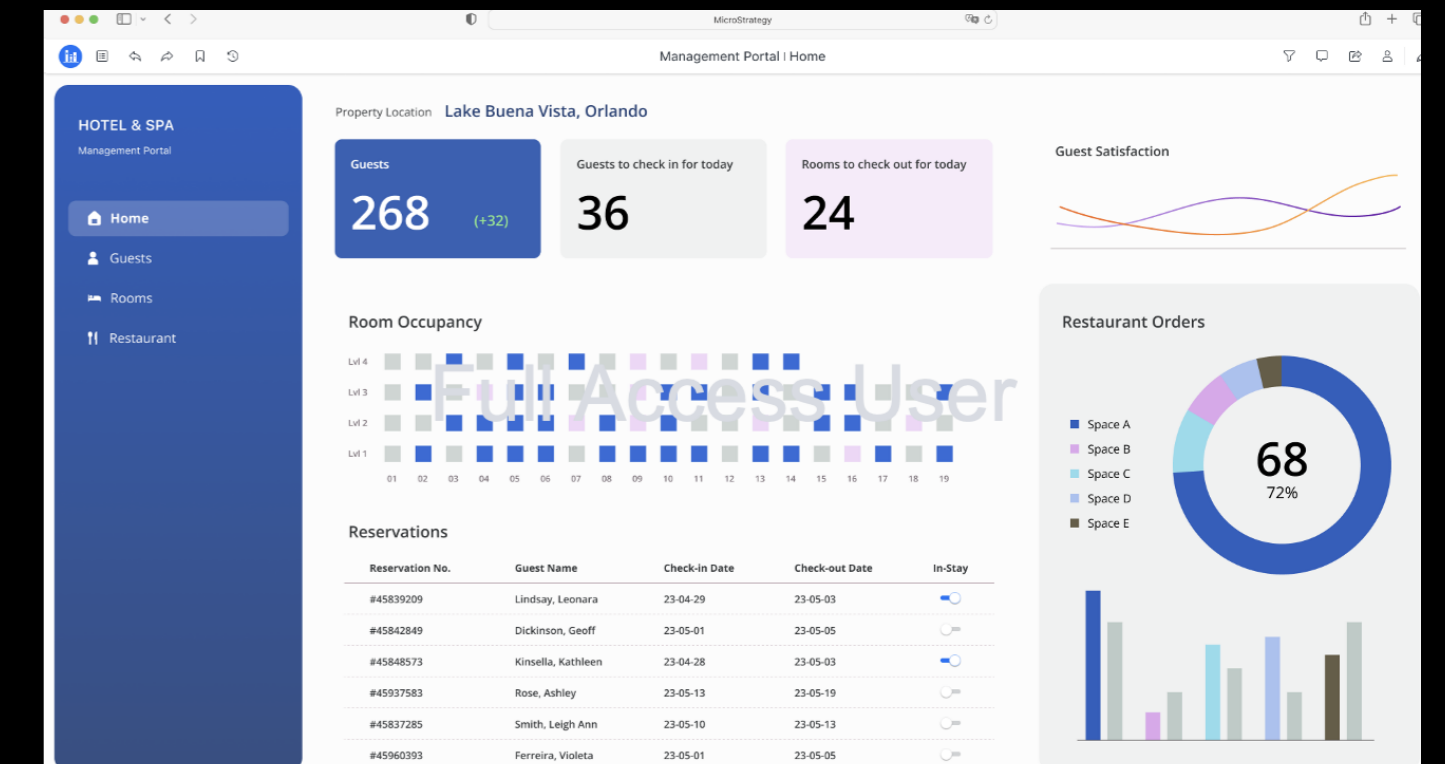 MicroStrategy
Management Portal | Home
HOTEL & SPA
Management Portal
Home
Guests
Rooms
Restaurant
Property Location Lake Buena Vista, Orlando
Guests
268 (+32)
Guests to check in for today
36
Rooms to check out for today
24
Guest Satisfaction
Room Occupancy
Lvl 4
Lvl 3
Lvl 2
Lvl 1
01 02 03 04 05 06 07 08 09 10 11 12 13 14 15 16 17 18 19
Full Access User
Restaurant Orders
Space A
Space B
Space C
Space D
Space E
68
72%
Reservations
Reservation No. Guest Name Check-in Date Check-out Date In-Stay
#45839209 Lindsay, Leonara 23-04-29 23-05-03
#45842849 Dickinson, Geoff 23-05-01 23-05-05
#45848573 Kinsella, Kathleen 23-04-28 23-05-03
#45937583 Rose, Ashley 23-05-13 23-05-19
#45837285 Smith, Leigh Ann 23-05-10 23-05-13
#45960393 Ferreira, Violeta 23-05-01 23-05-05